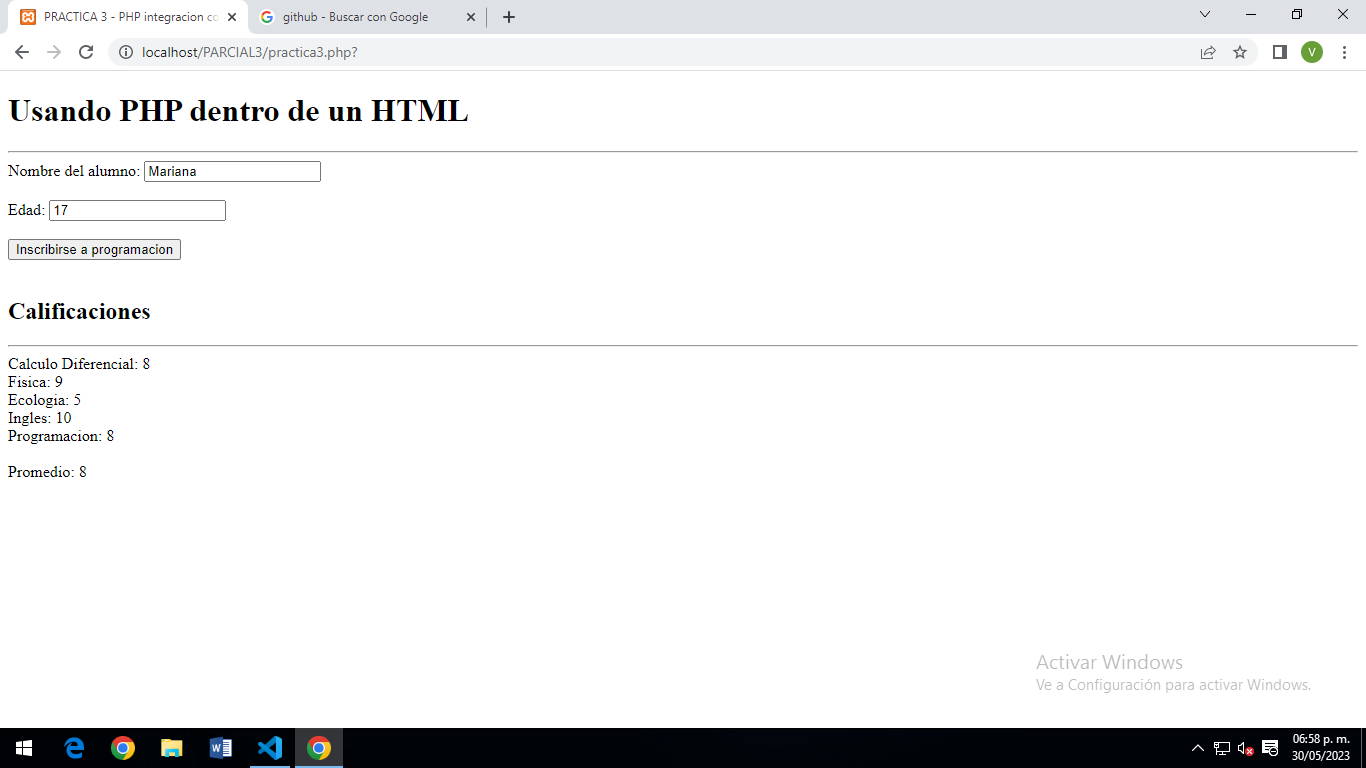 PRACTICA 3 - PHP integracion co
github - Buscar con Google
localhost/PARCIAL3/practica3.php?
V
Usando PHP dentro de un HTML
Nombre del alumno: Mariana
Edad: 17
Inscribirse a programacion
Calificaciones
Calculo Diferencial: 8
Fisica: 9
Ecologia: 5
Ingles: 10
Programacion: 8
Promedio: 8
Activar Windows
Ve a Configuración para activar Windows.
06:58 p. m.
30/05/2023